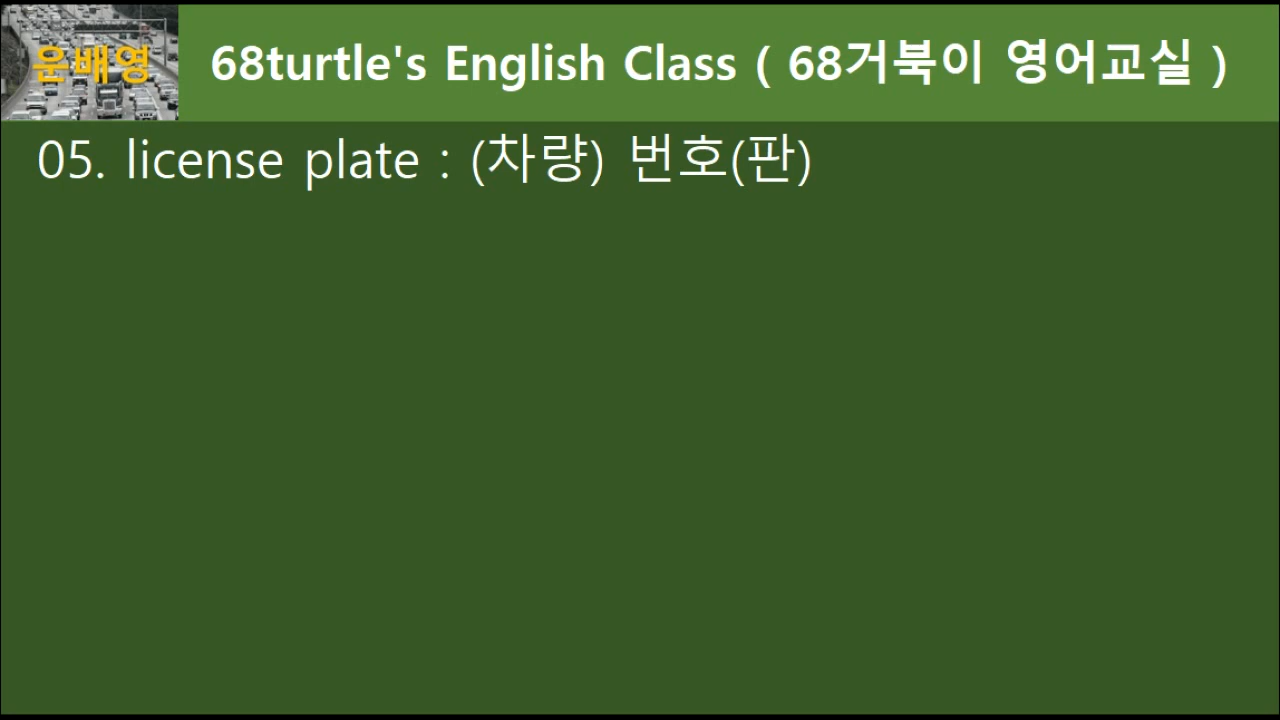 운배영
68turtle's English Class ( 68거북이 영어교실 )
05. license plate : (차량) 번호(판)